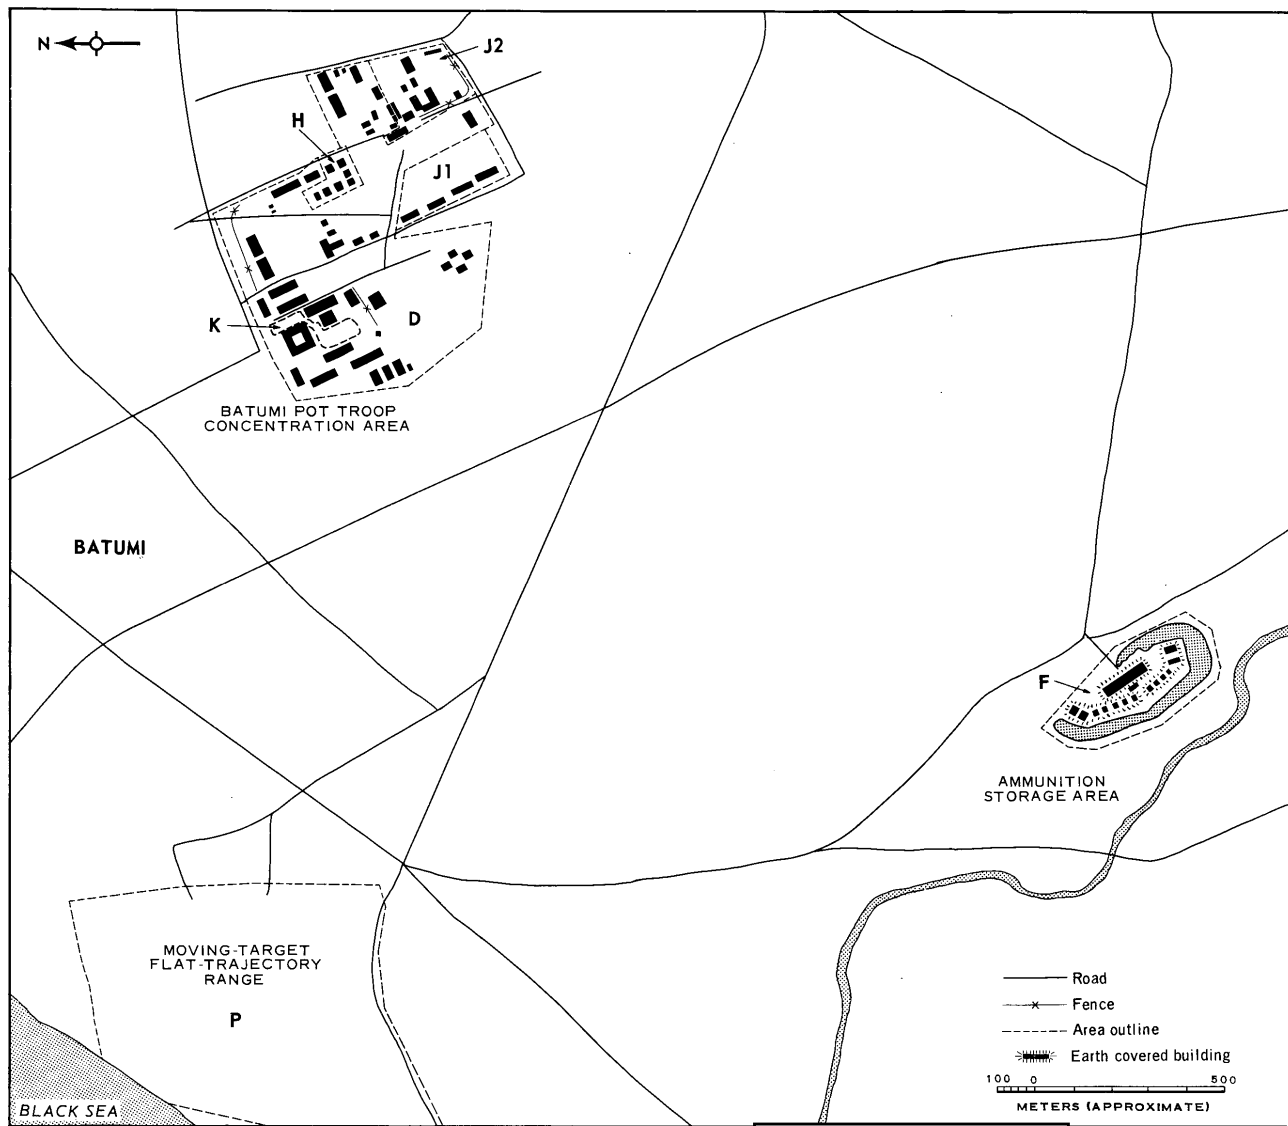 N
J2
H
J1
K
D
BATUMI POT TROOP
CONCENTRATION AREA
BATUMI
F
AMMUNITION
STORAGE AREA
MOVING-TARGET
FLAT-TRAJECTORY
RANGE
P
Road
Fence
Area outline
Earth covered building
100 0 500
METERS (APPROXIMATE)
BLACK SEA